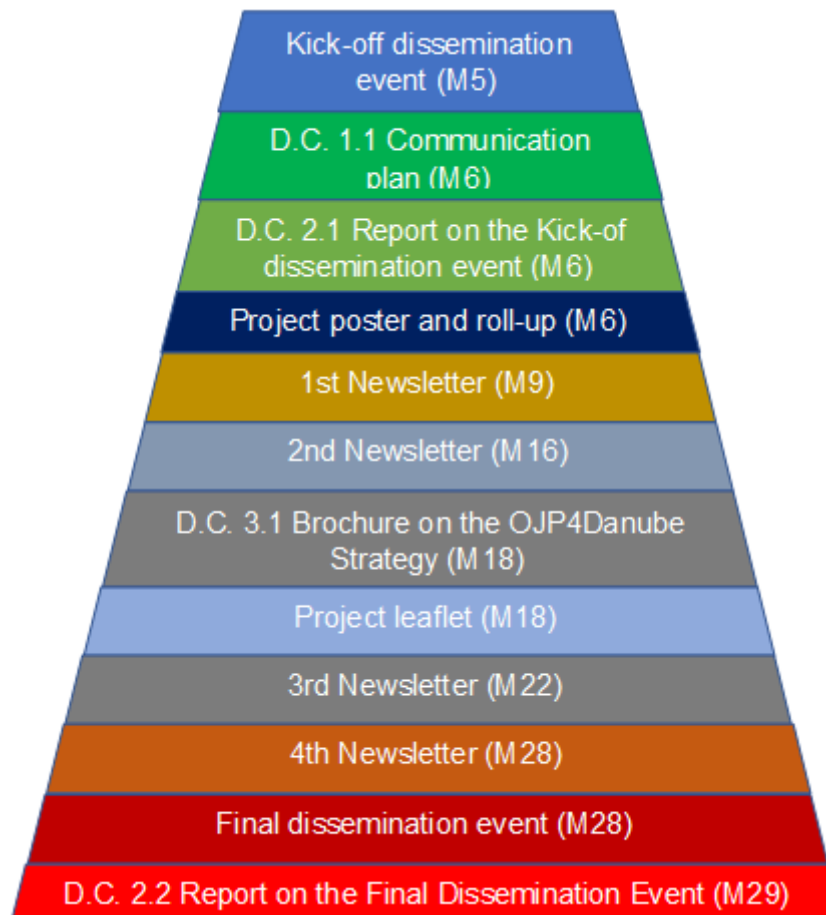 Kick-off dissemination
event (M5)
D.C. 1.1 Communication
plan (M6)
D.C. 2.1 Report on the Kick-of
dissemination event (M6)
Project poster and roll-up (M6)
1st Newsletter (M9)
2nd Newsletter (M16)
D.C. 3.1 Brochure on the OJP4Danube
Strategy (M18)
Project leaflet (M18)
3rd Newsletter (M22)
4th Newsletter (M28)
Final dissemination event (M28)
D.C. 2.2 Report on the Final Dissemination Event (M29)